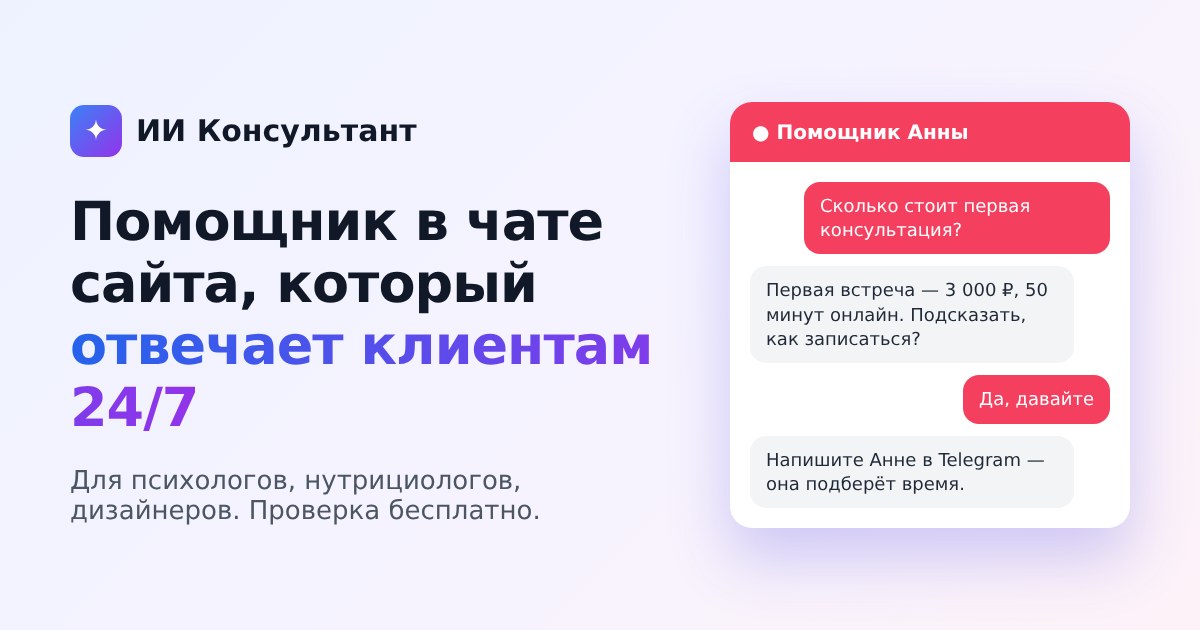 ИИ Консультант
Помощник в чате
сайта, который
отвечает клиентам
24/7
Для психологов, нутрициологов,
дизайнеров. Проверка бесплатно.
Помощник Анны
Сколько стоит первая
консультация?
Первая встреча — 3 000 ₽, 50
минут онлайн. Подсказать,
как записаться?
Да, давайте
Напишите Анне в Telegram —
она подберёт время.